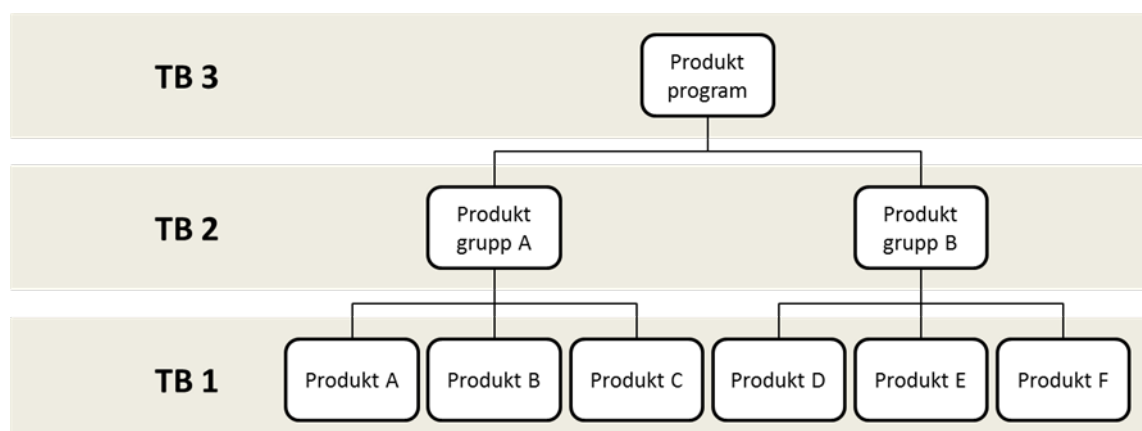 TB 3
Produkt
program
TB 2
Produkt
grupp A
Produkt
grupp B
TB 1
Produkt A
Produkt B
Produkt C
Produkt D
Produkt E
Produkt F